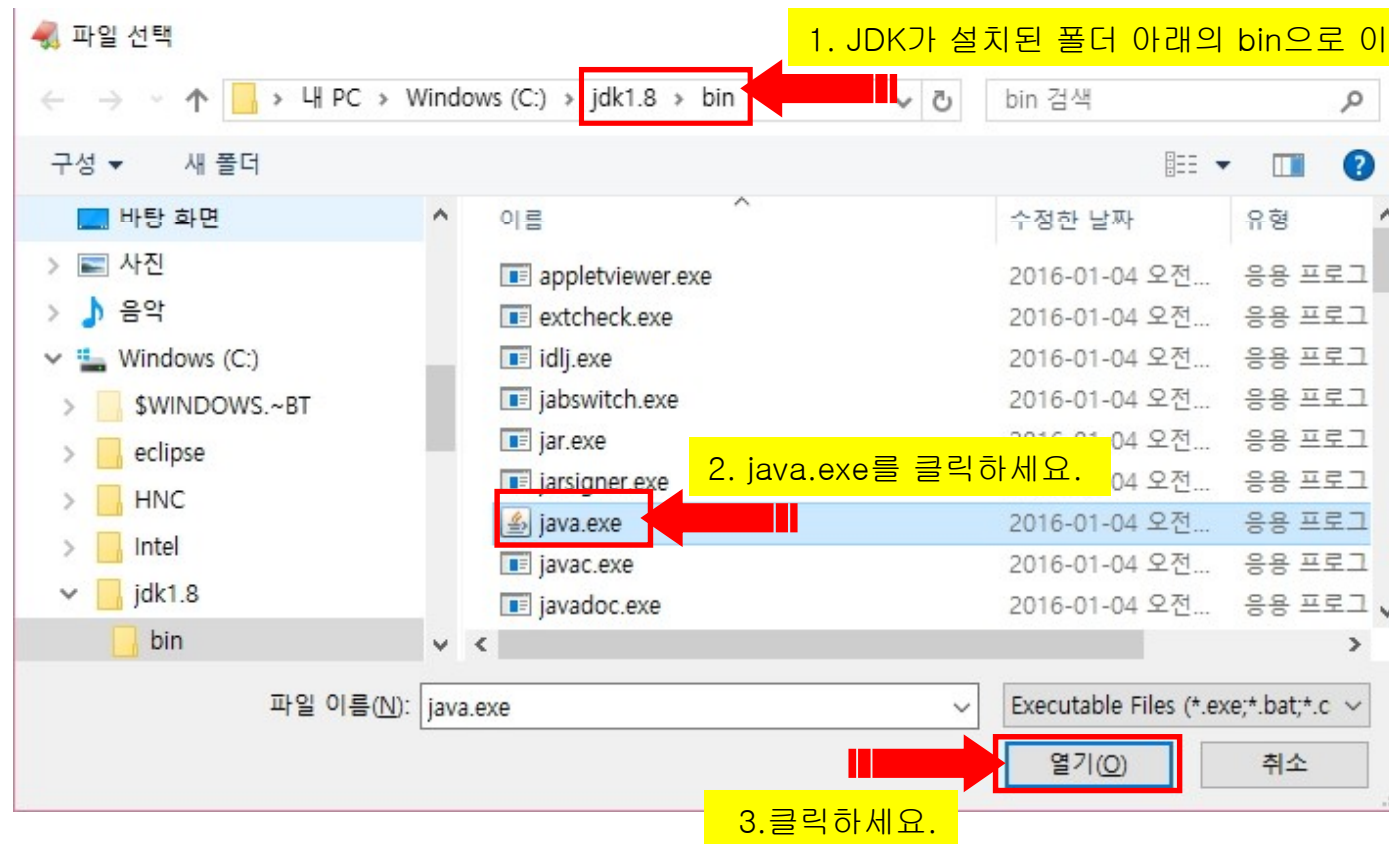 파일 선택
1. JDK가 설치된 폴더 아래의 bin으로 이
내 PC > Windows (C:) > jdk1.8 > bin
bin 검색
구성
새 폴더
바탕 화면
사진
음악
Windows (C:)
$WINDOWS.~BT
eclipse
HNC
Intel
jdk1.8
bin
이름 수정한 날짜 유형
appletviewer.exe 2016-01-04 오전... 응용 프로그
extcheck.exe 2016-01-04 오전... 응용 프로그
idlj.exe 2016-01-04 오전... 응용 프로그
jabswitch.exe 2016-01-04 오전... 응용 프로그
jar.exe 04 오전... 응용 프로그
2. java.exe를 클릭하세요.
jarsigner.exe 04 오전... 응용 프로그
java.exe 2016-01-04 오전... 응용 프로그
javac.exe 2016-01-04 오전... 응용 프로그
javadoc.exe 2016-01-04 오전... 응용 프로그
파일 이름(N): java.exe
Executable Files (*.exe;*.bat;*.c
열기(O)
취소
3.클릭하세요.